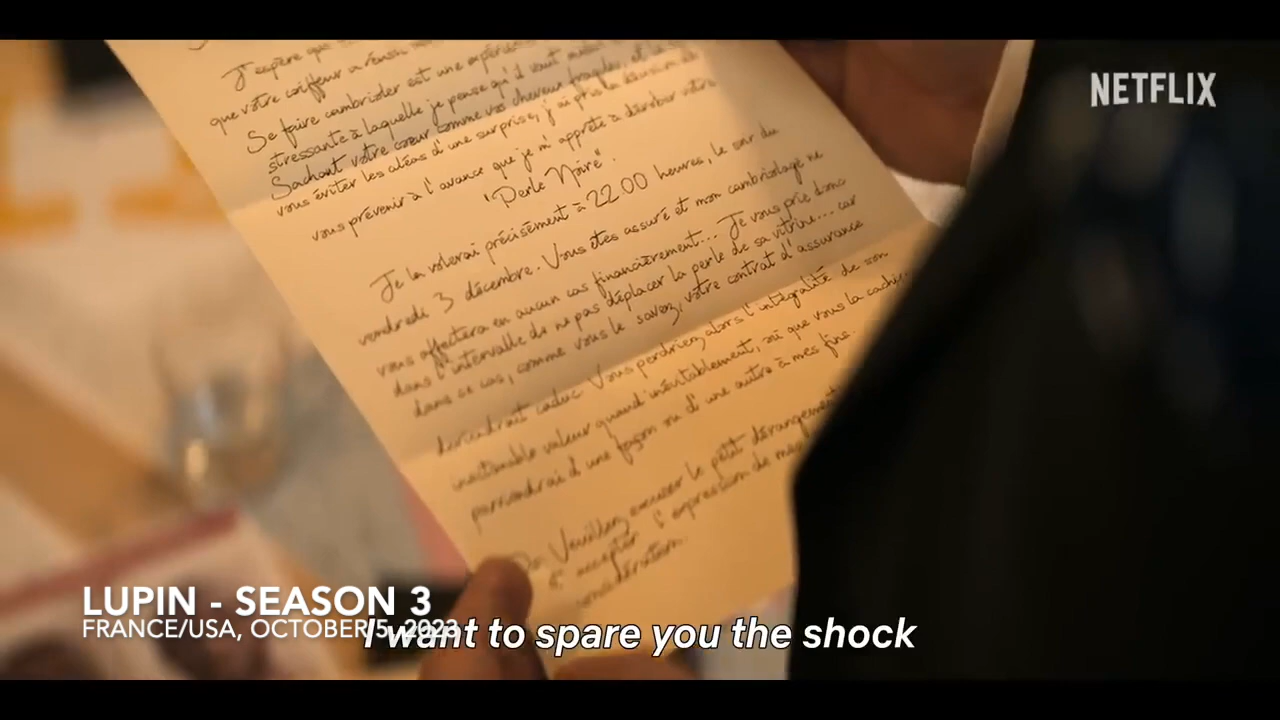 NETFLIX
J'espère que
que votre coiffeur a réussi
Se faire cambrioler est une expérience
stressante à laquelle je pense qu'il vaut
Sachant votre cœur comme vos cheveux fragiles, et
vous éviter les aléas d'une surprise, j'ai pris la décision de
vous prévenir à l'avance que je m'apprête à dérober votre
"Perle Noire".
Je la volerai précisément à 22.00 heures, le soir du
vendredi 3 décembre. Vous êtes assuré et mon cambriolage ne
vous affectera en aucun cas financièrement... Je vous prie donc
dans l'intervalle de ne pas déplacer la perle de sa vitrine... car
dans ce cas, comme vous le savez, votre contrat d'assurance
deviendrait caduc. Vous perdriez alors l'intégralité de son
inestimable valeur quand inévitablement, où que vous la cachiez
parviendrai d'une façon ou d'une autre à mes fins.
Veuillez excuser le petit dérangement
accepter l'expression de ma
considération.
LUPIN - SEASON 3
FRANCE/USA, OCTOBER 5, 2023
I want to spare you the shock